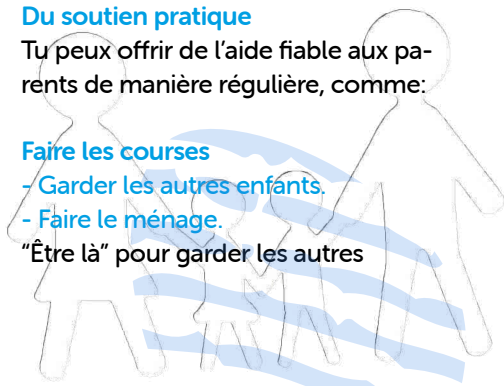 Du soutien pratique
Tu peux offrir de l’aide fiable aux pa-
rents de manière régulière, comme:
Faire les courses
- Garder les autres enfants.
- Faire le ménage.
“Être là” pour garder les autres